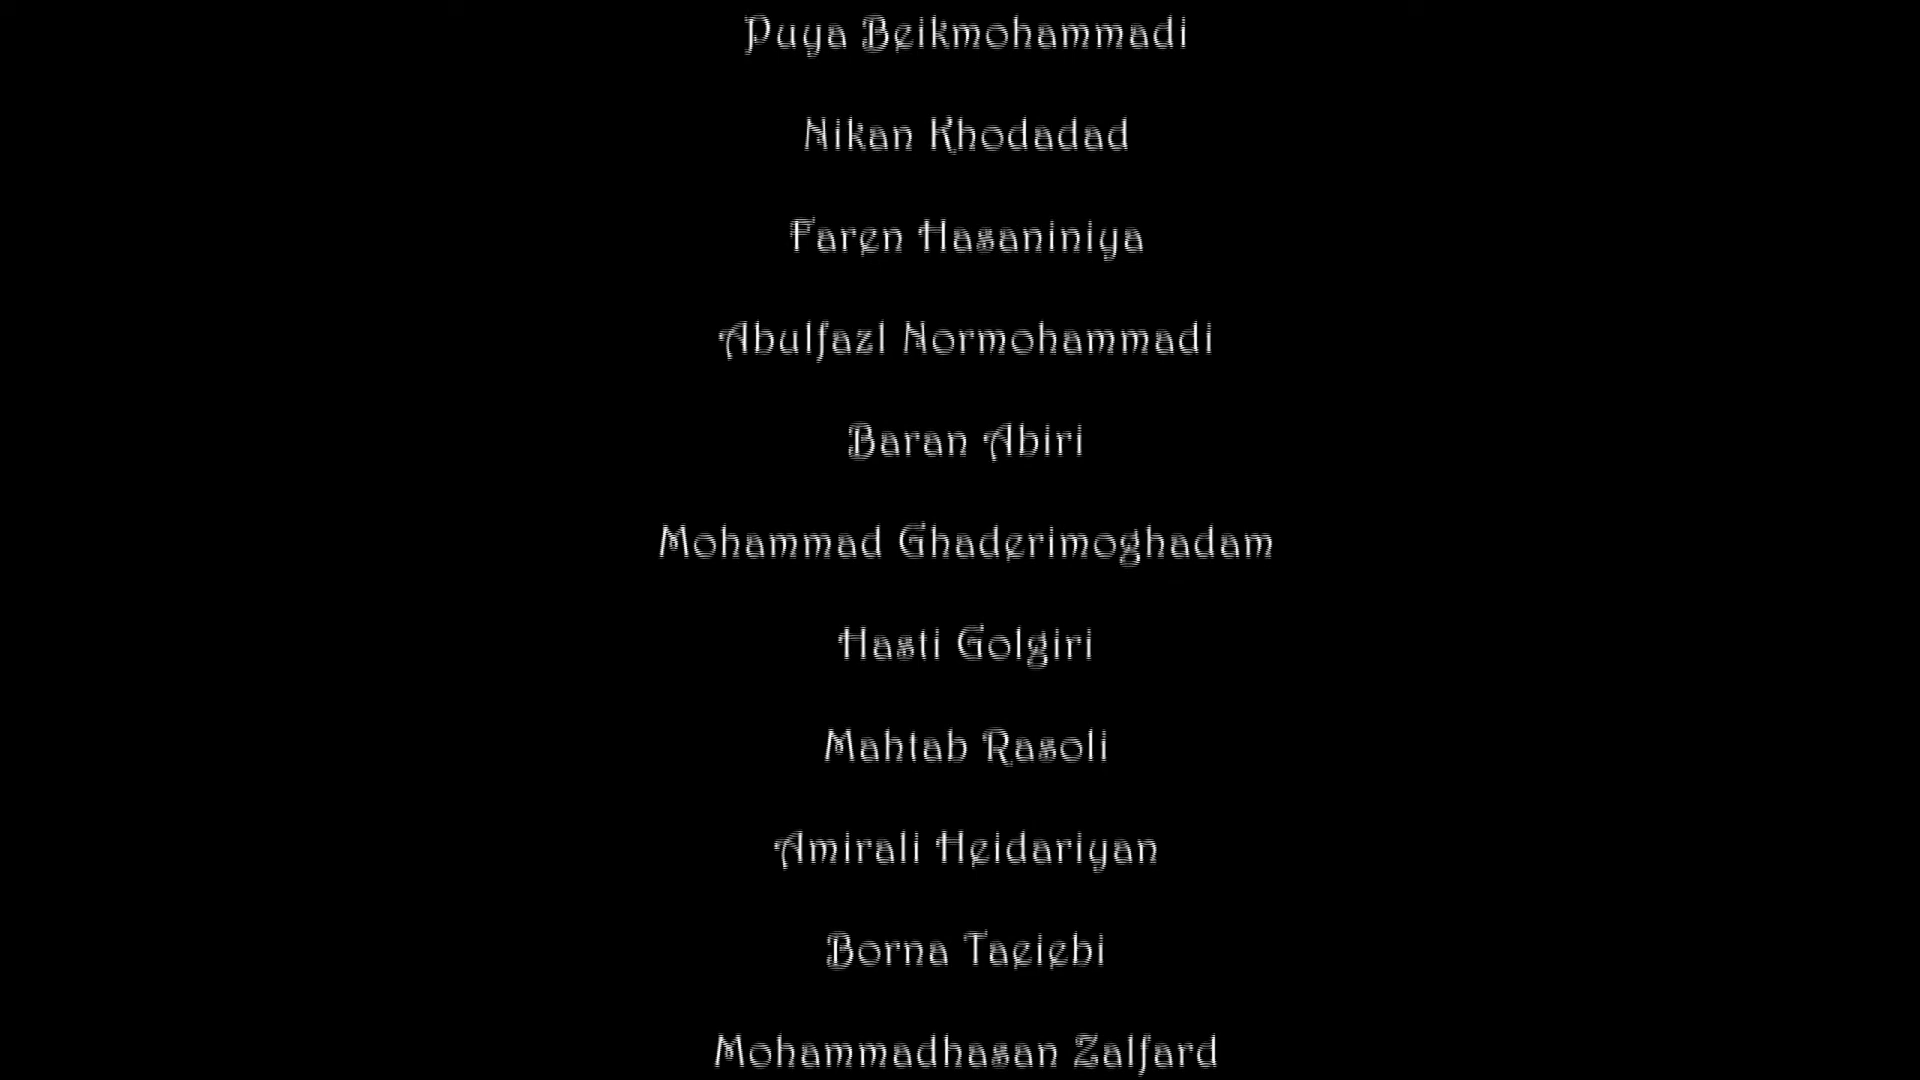 Puya Beikmohammadi
Nikan Khodadad
Faren Hasaniniya
Abulfazl Normohammadi
Baran Abiri
Mohammad Ghaderimoghadam
Hasti Golgiri
Mahtab Rasoli
Amirali Heidariyan
Borna Taeiebi
Mohammadhasan Zalfard